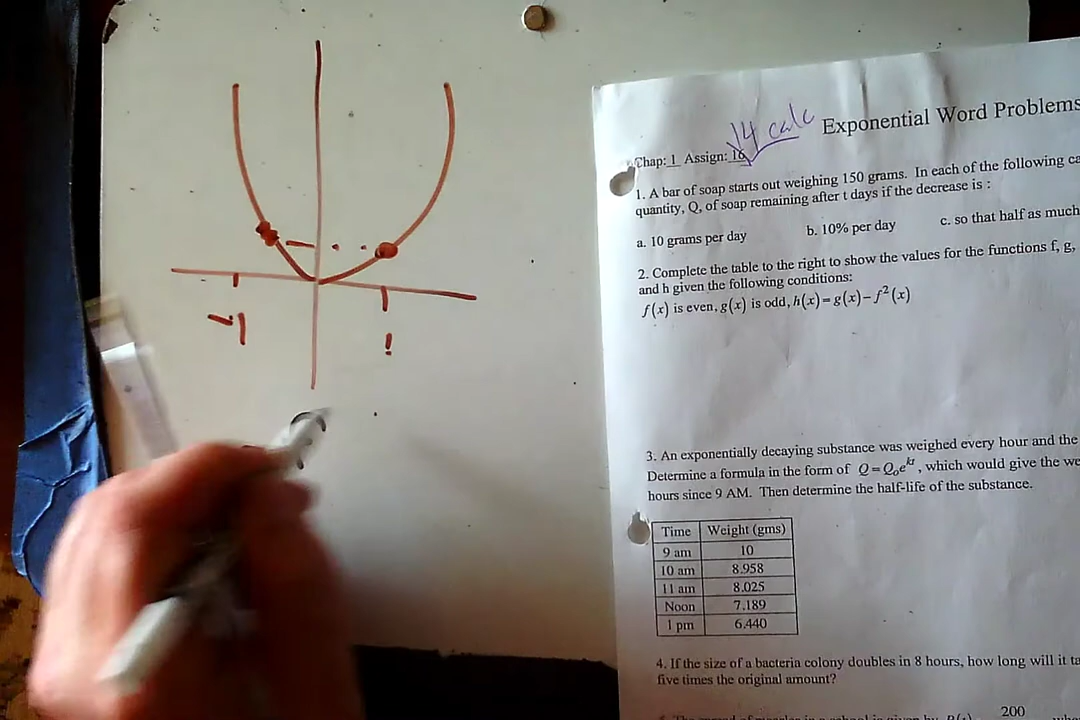 -1
1
14 calc
Exponential Word Problems
Chap: 1 Assign: 16
1. A bar of soap starts out weighing 150 grams. In each of the following
quantity, Q, of soap remaining after t days if the decrease is :
a. 10 grams per day b. 10% per day c. so that half as much
2. Complete the table to the right to show the values for the functions f, g,
and h given the following conditions:
f(x) is even, g(x) is odd, h(x) = g(x) – f²(x)
3. An exponentially decaying substance was weighed every hour and the
Determine a formula in the form of Q = Q₀eᵏᵗ, which would give the
hours since 9 AM. Then determine the half-life of the substance.
Time Weight (gms)
9 am 10
10 am 8.958
11 am 8.025
Noon 7.189
1 pm 6.440
4. If the size of a bacteria colony doubles in 8 hours, how long will it
five times the original amount?
200